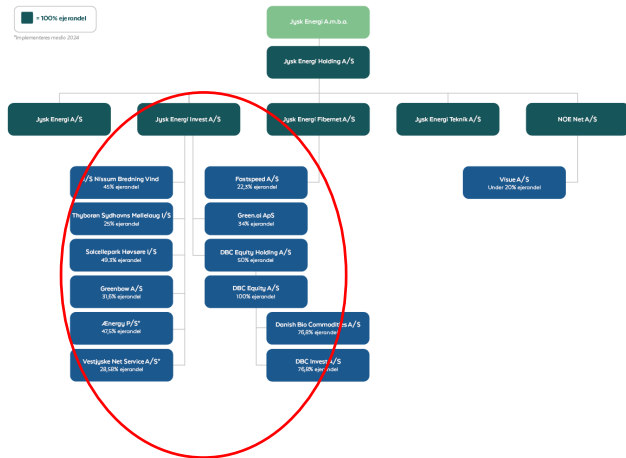 = 100% ejerandel
*Implementeres medio 2024
Jysk Energi A.m.b.a.
Jysk Energi Holding A/S
Jysk Energi A/S
Jysk Energi Invest A/S
Jysk Energi Fibernet A/S
Jysk Energi Teknik A/S
NOE Net A/S
A/S Nissum Bredning Vind
45% ejerandel
Thyborøn Sydhavns Møllelaug I/S
25% ejerandel
Solcellepark Høvsøre I/S
49,3% ejerandel
Greenbow A/S
31,6% ejerandel
ÆEnergy P/S*
47,5% ejerandel
Vestjyske Net Service A/S*
28,58% ejerandel
Fastspeed A/S
22,3% ejerandel
Green.ai ApS
34% ejerandel
DBC Equity Holding A/S
50% ejerandel
DBC Equity A/S
100% ejerandel
Danish Bio Commodities A/S
76,8% ejerandel
DBC Invest A/S
76,8% ejerandel
Visue A/S
Under 20% ejerandel